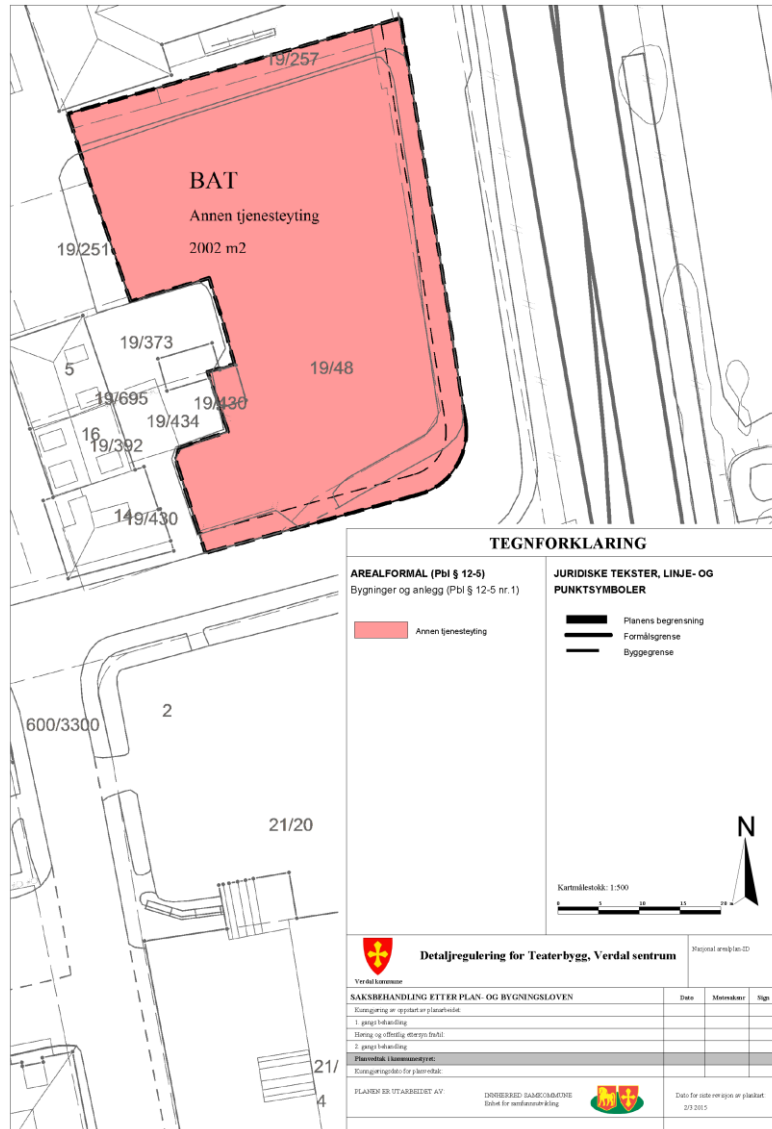 19/257
BAT
Annen tjenesteyting
2002 m2
19/251
19/373
5
19/48
19/695
19/430
19/434
16
19/392
14
19/430
2
600/3300
21/20
21/
4
TEGNFORKLARING
AREALFORMÅL (Pbl § 12-5)
Bygninger og anlegg (Pbl § 12-5 nr.1)
Annen tjenesteyting
JURIDISKE TEKSTER, LINJE- OG
PUNKTSYMBOLER
Planens begrensning
Formålsgrense
Byggegrense
N
Kartmålestokk: 1:500
0 5 10 15 20
Verdal kommune
Detaljregulering for Teaterbygg, Verdal sentrum
Nasjonal arealplan-ID
SAKSBEHANDLING ETTER PLAN- OG BYGNINGSLOVEN
Dato
Møtesaksnr
Sign
Kunngjøring av oppstart av planarbeidet
1. gangs behandling
Høring og offentlig ettersyn fra/til:
2. gangs behandling
Planvedtak i kommunestyret:
Kunngjøringsdato for planvedtak:
PLANEN ER UTARBEIDET AV:
INNHERRED SAMKOMMUNE
Enhet for samfunnsutvikling
Dato for siste revisjon av plankart:
2/3 2015